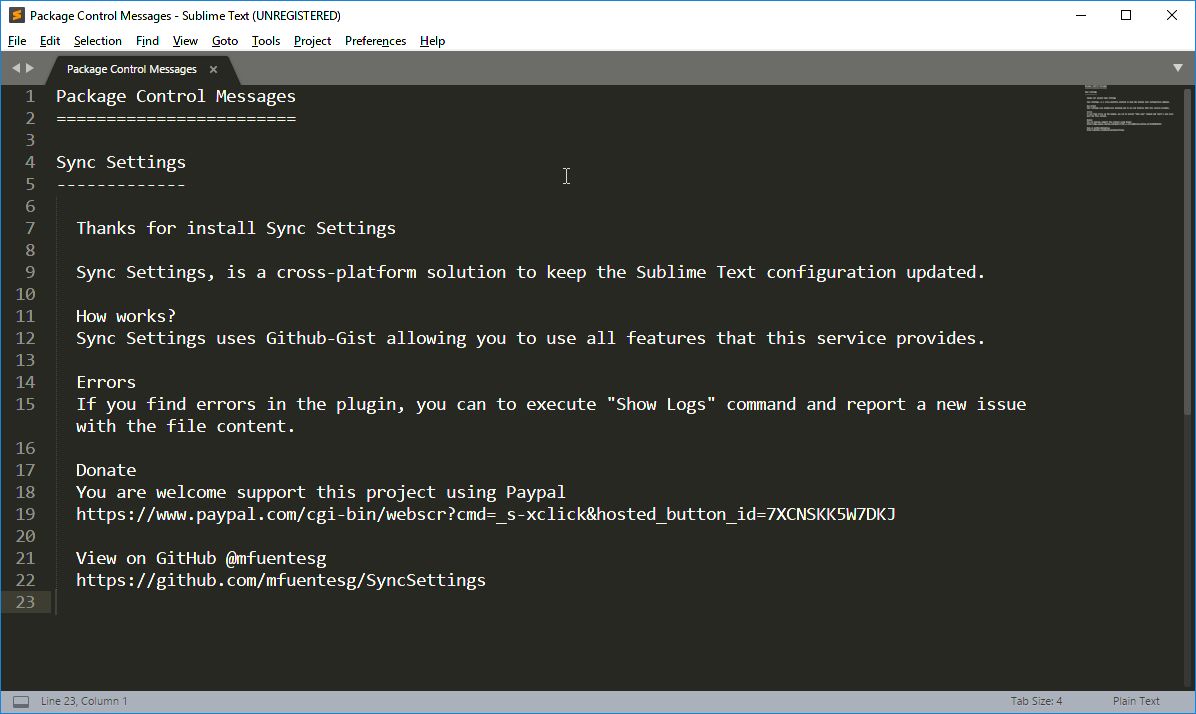 Package Control Messages - Sublime Text (UNREGISTERED)
File Edit Selection Find View Goto Tools Project Preferences Help
Package Control Messages ×
1 Package Control Messages
2 ========================
3
4 Sync Settings
5 -------------
6
7 Thanks for install Sync Settings
8
9 Sync Settings, is a cross-platform solution to keep the Sublime Text configuration updated.
10
11 How works?
12 Sync Settings uses Github-Gist allowing you to use all features that this service provides.
13
14 Errors
15 If you find errors in the plugin, you can to execute "Show Logs" command and report a new issue
with the file content.
16
17 Donate
18 You are welcome support this project using Paypal
19 https://www.paypal.com/cgi-bin/webscr?cmd=_s-xclick&hosted_button_id=7XCNSKK5W7DKJ
20
21 View on GitHub @mfuentesg
22 https://github.com/mfuentesg/SyncSettings
23
Line 23, Column 1 Tab Size: 4 Plain Text